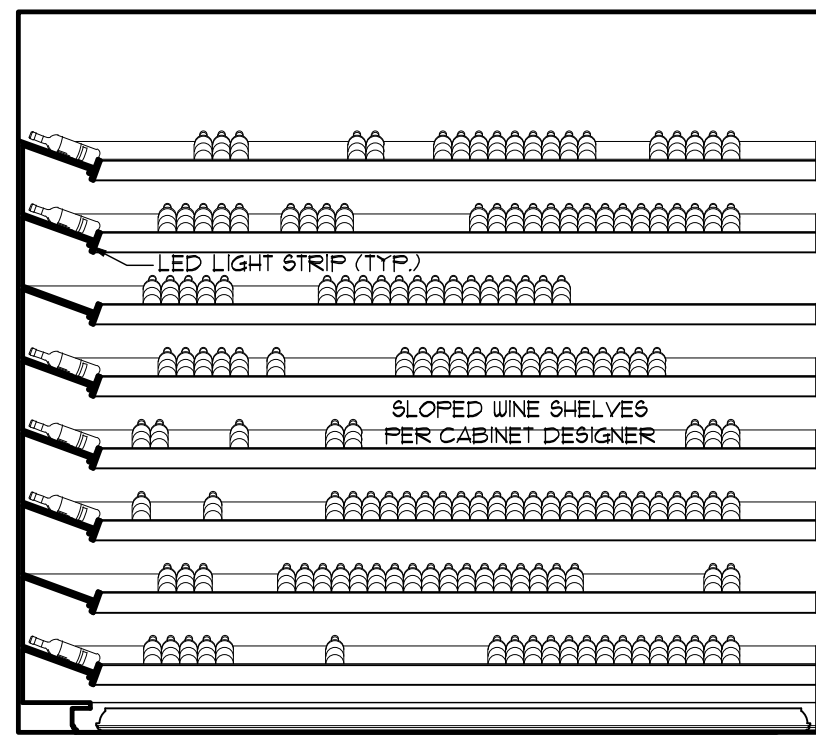 LED LIGHT STRIP (TYP.)
SLOPED WINE SHELVES
PER CABINET DESIGNER